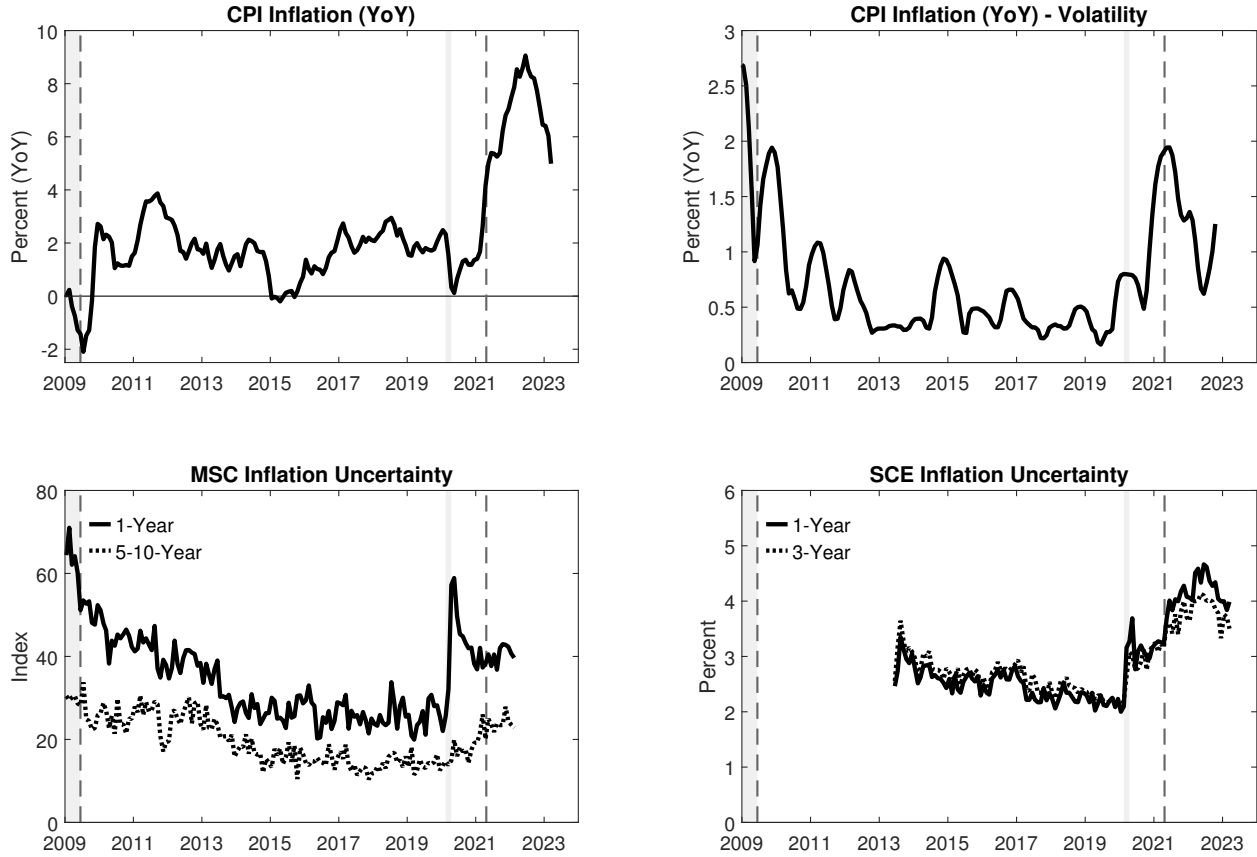 CPI Inflation (YoY)
Percent (YoY)
10
8
6
4
2
0
-2
2009 2011 2013 2015 2017 2019 2021 2023
CPI Inflation (YoY) - Volatility
Percent (YoY)
3
2.5
2
1.5
1
0.5
0
2009 2011 2013 2015 2017 2019 2021 2023
MSC Inflation Uncertainty
Index
80
60
40
20
0
1-Year
5-10-Year
2009 2011 2013 2015 2017 2019 2021 2023
SCE Inflation Uncertainty
Percent
6
5
4
3
2
1
0
1-Year
3-Year
2009 2011 2013 2015 2017 2019 2021 2023